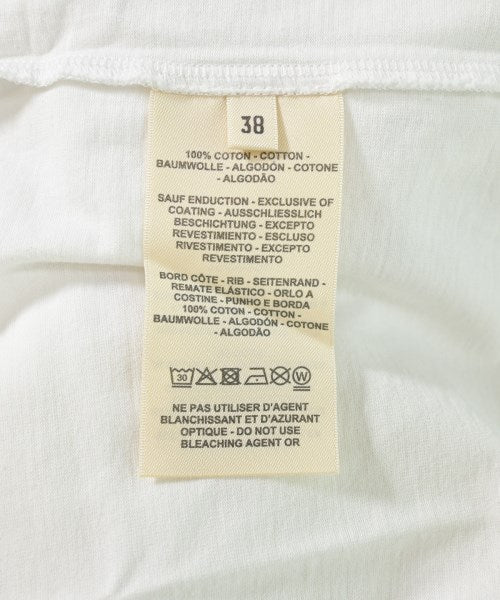 38
100% COTON - COTTON -
BAUMWOLLE - ALGODÓN - COTONE
- ALGODÃO
SAUF ENDUCTION - EXCLUSIVE OF
COATING - AUSSCHLIESSLICH
BESCHICHTUNG - EXCEPTO
REVESTIMIENTO - ESCLUSO
RIVESTIMENTO - EXCEPTO
REVESTIMENTO
BORD CÔTE - RIB - SEITENRAND -
REMATE ELÁSTICO - ORLO A
COSTINE - PUNHO E BORDA
100% COTON - COTTON -
BAUMWOLLE - ALGODÓN - COTONE
- ALGODÃO
30 W
NE PAS UTILISER D'AGENT
BLANCHISSANT ET D'AZURANT
OPTIQUE - DO NOT USE
BLEACHING AGENT OR